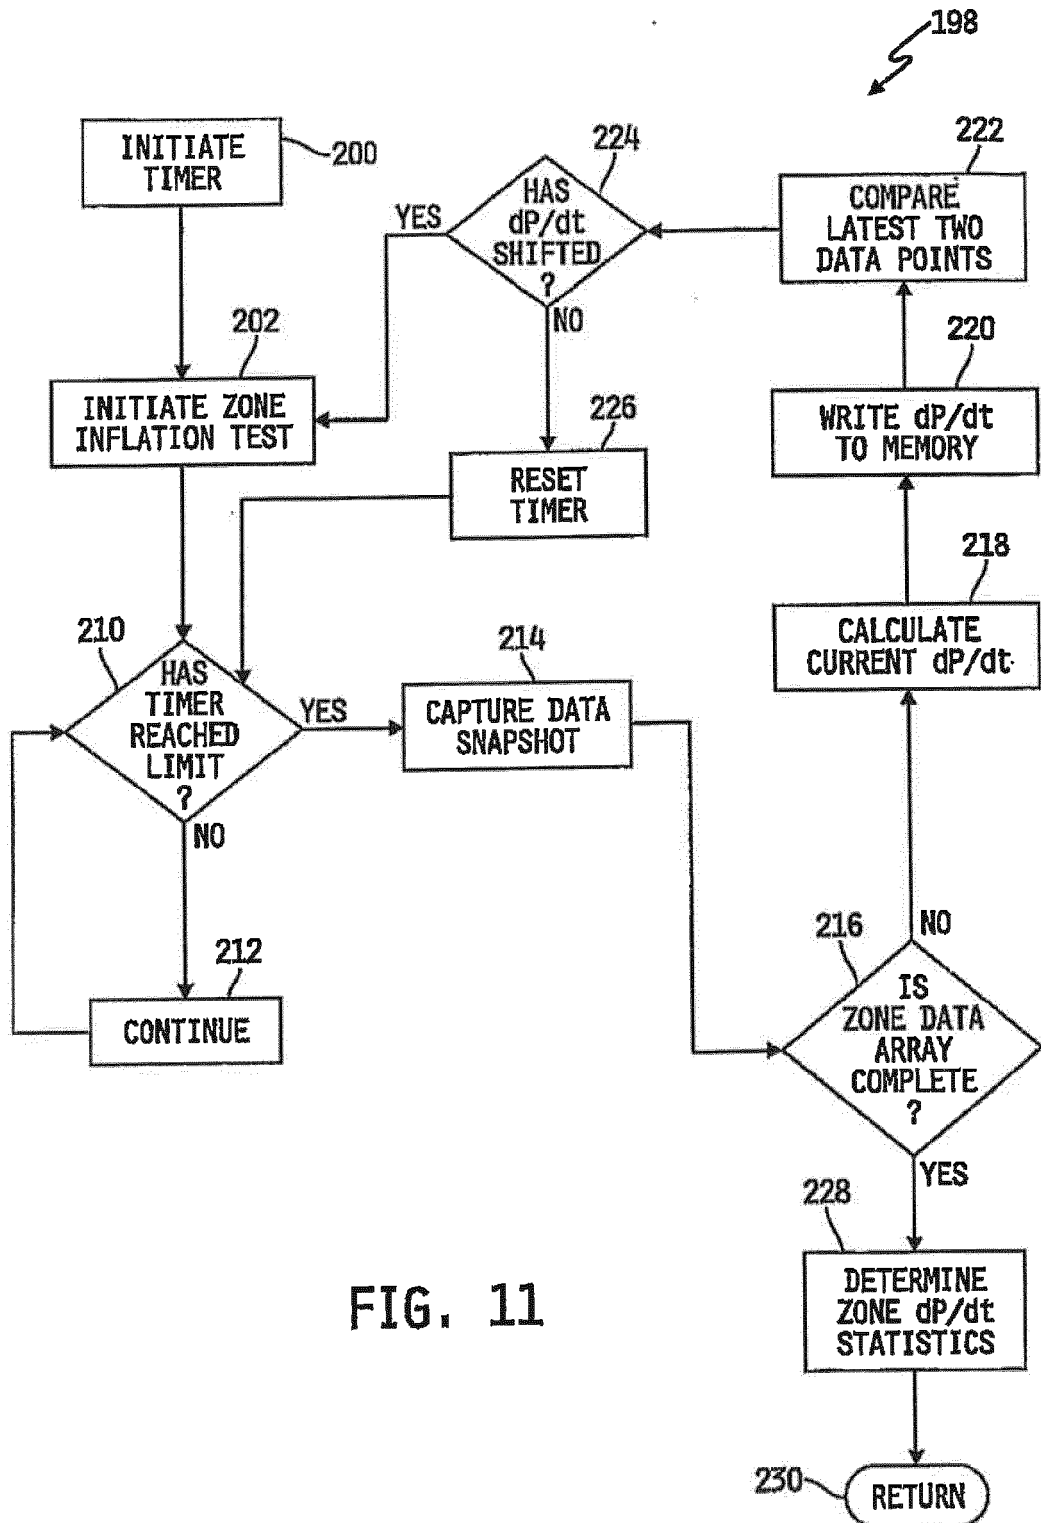 198
INITIATE
TIMER
200
224
HAS
dP/dt
SHIFTED
?
YES
NO
222
COMPARE
LATEST TWO
DATA POINTS
202
INITIATE ZONE
INFLATION TEST
220
WRITE dP/dt
TO MEMORY
226
RESET
TIMER
218
CALCULATE
CURRENT dP/dt
210
HAS
TIMER
REACHED
LIMIT
?
YES
NO
214
CAPTURE DATA
SNAPSHOT
212
CONTINUE
216
NO
IS
ZONE DATA
ARRAY
COMPLETE
?
YES
228
DETERMINE
ZONE dP/dt
STATISTICS
FIG. 11
230
RETURN